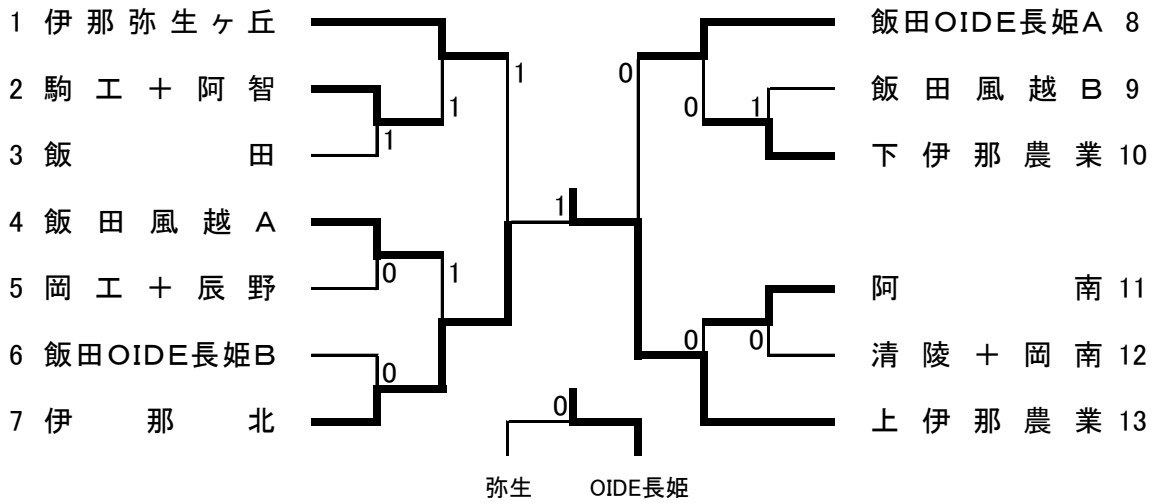 1 伊那弥生ヶ丘
2 駒工＋阿智
3 飯田
4 飯田風越A
5 岡工＋辰野
6 飯田OIDE長姫B
7 伊那北
飯田OIDE長姫A 8
飯田風越B 9
下伊那農業 10
阿南 11
清陵＋岡南 12
上伊那農業 13
1
1
1
0
1
0
1
0
0
1
0
0
0
弥生 OIDE長姫